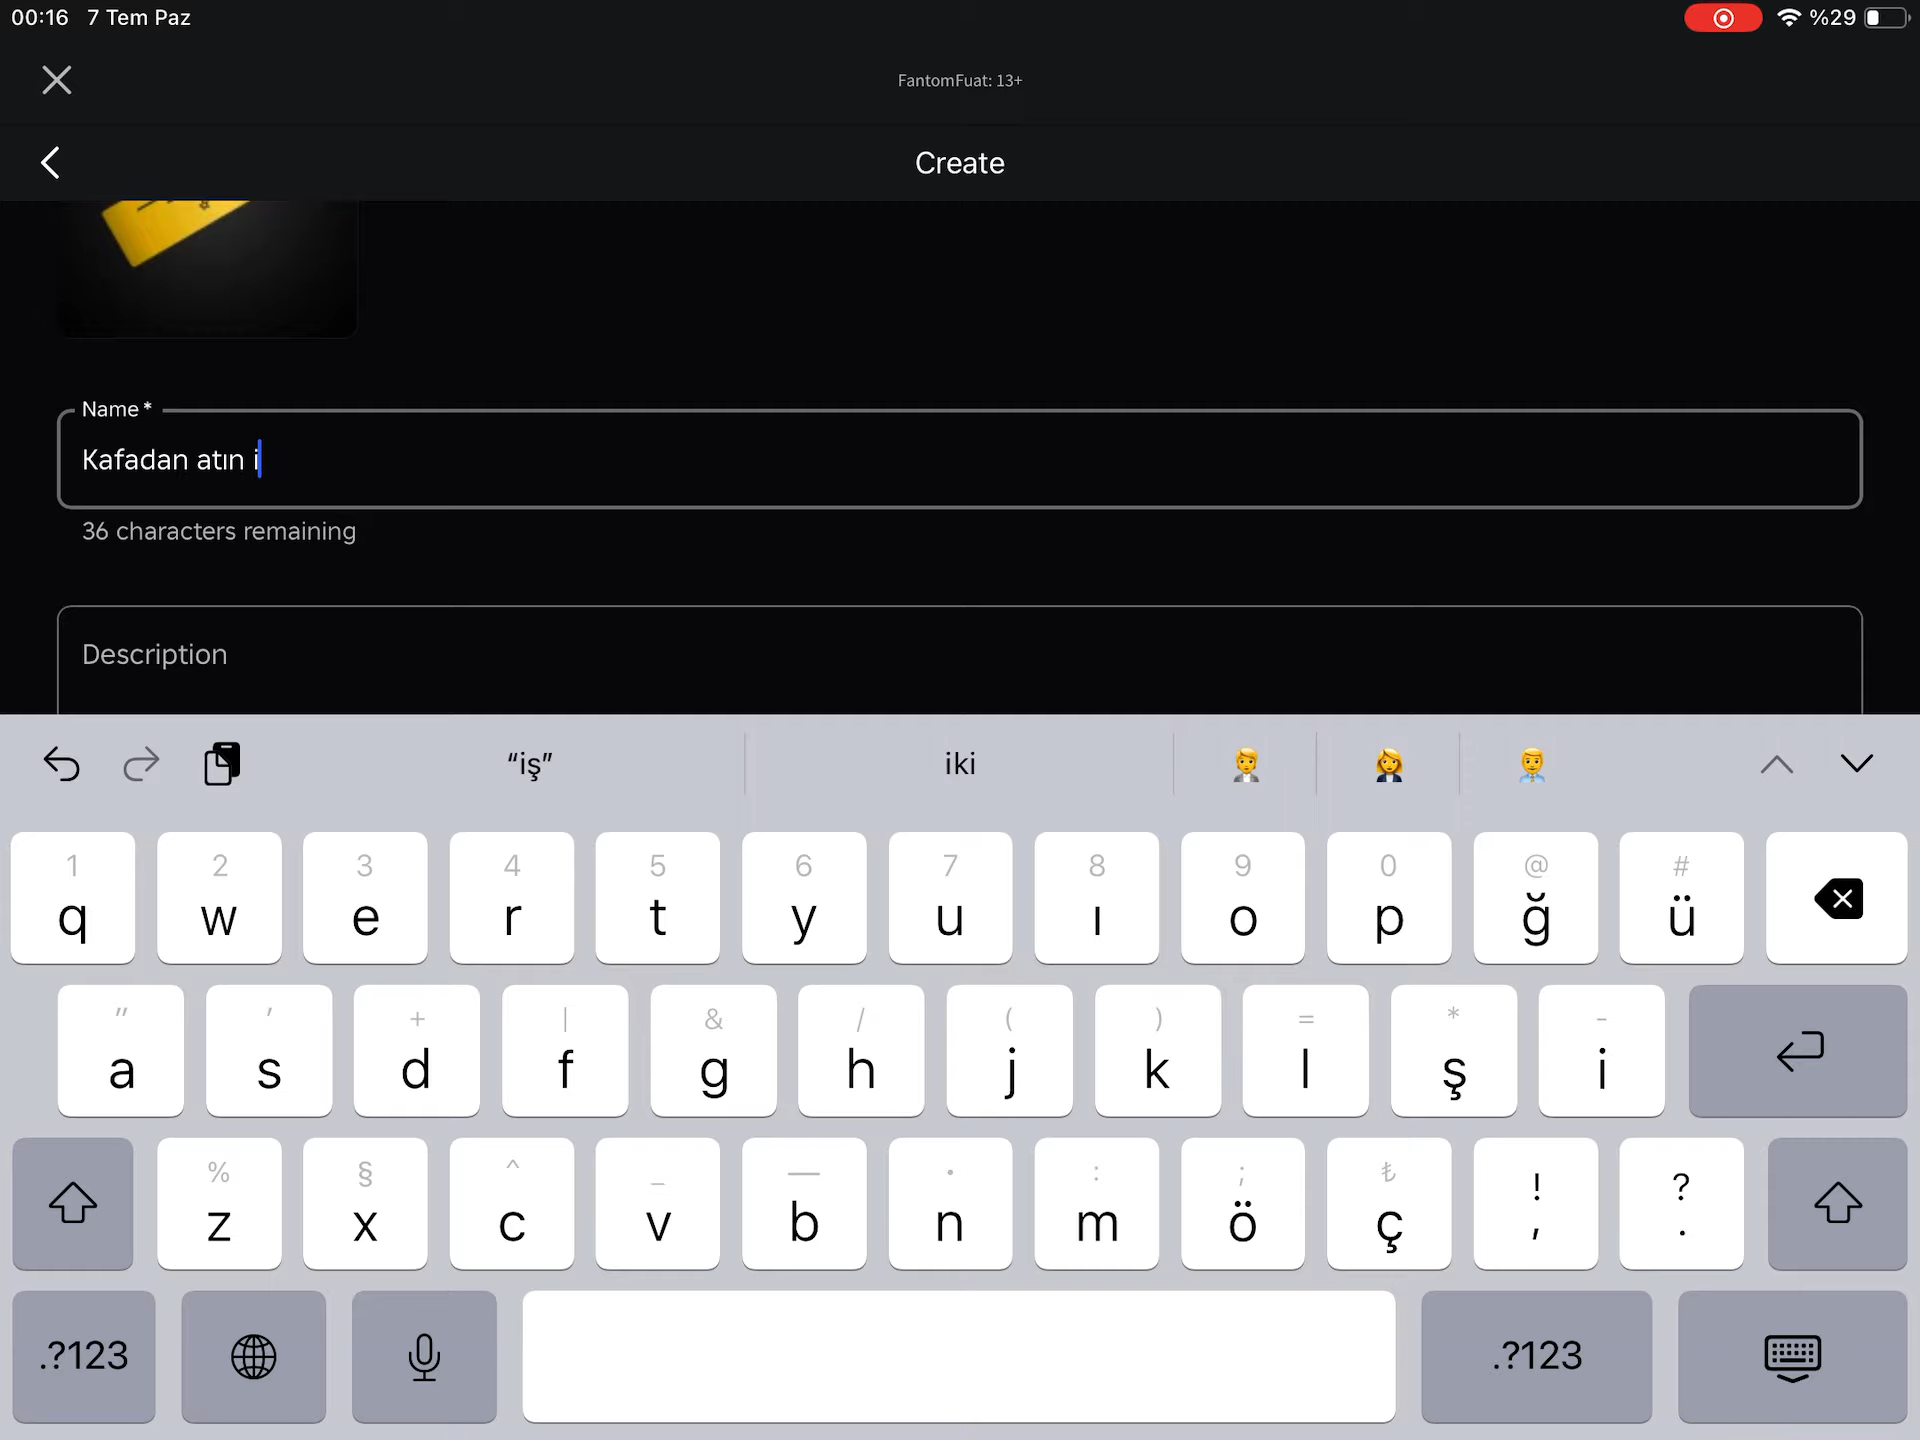 00:16 7 Tem Paz %29
FantomFuat: 13+
Create
Name *
Kafadan atın i
36 characters remaining
Description
“iş” iki
1 2 3 4 5 6 7 8 9 0 @ #
q w e r t y u ı o p ğ ü
" ' + | & / ( ) = * -
a s d f g h j k l ş i
% § ^ _ — • : ; ₺ ! ?
z x c v b n m ö ç , .
.?123 .?123